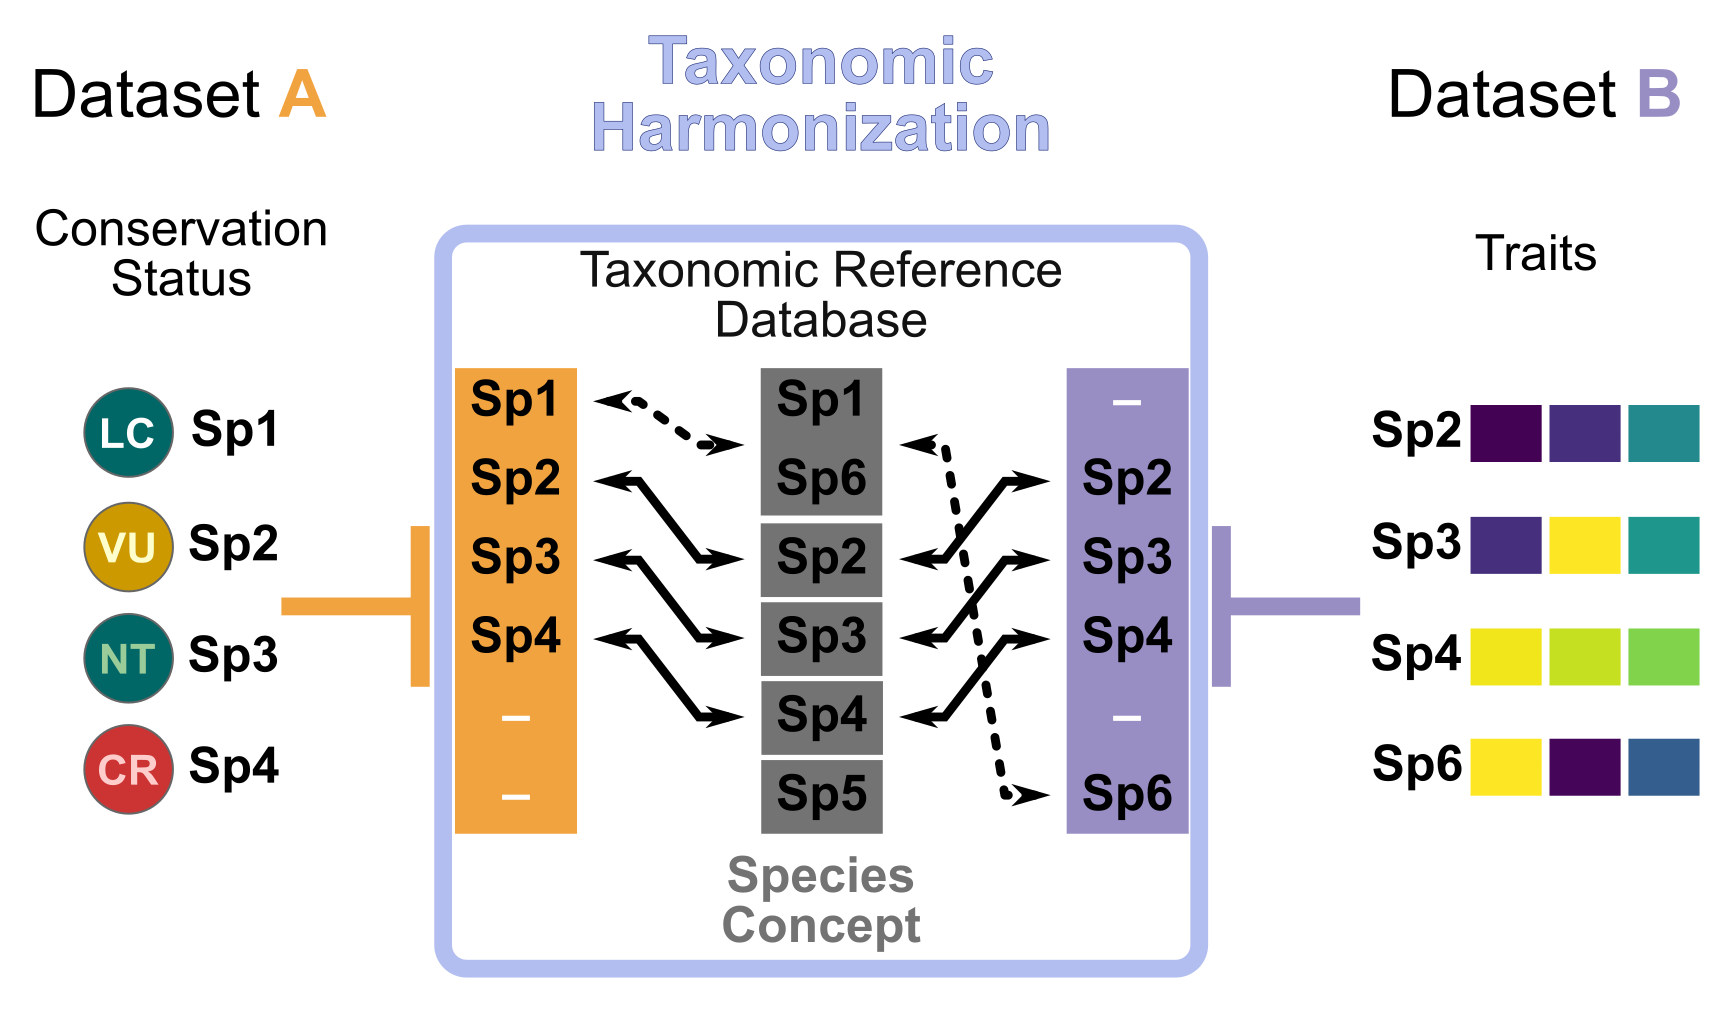 Dataset A
Taxonomic
Harmonization
Dataset B
Conservation
Status
LC Sp1
VU Sp2
NT Sp3
CR Sp4
Taxonomic Reference
Database
Sp1
Sp2
Sp3
Sp4
–
–
Sp1
Sp6
Sp2
Sp3
Sp4
Sp5
–
Sp2
Sp3
Sp4
–
Sp6
Species
Concept
Traits
Sp2
Sp3
Sp4
Sp6